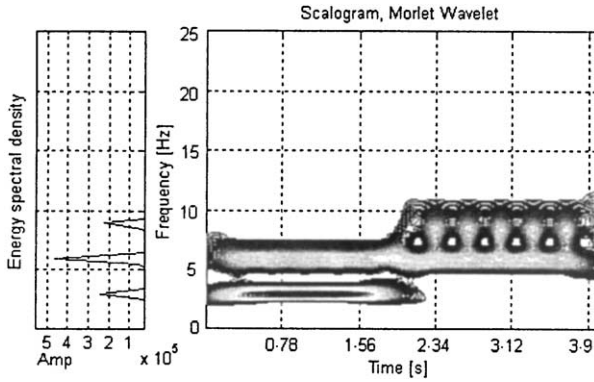 Scalogram, Morlet Wavelet
Energy spectral density
5 4 3 2 1
Amp x 10^5
Frequency [Hz]
25
20
15
10
5
0
0.78 1.56 2.34 3.12 3.9
Time [s]